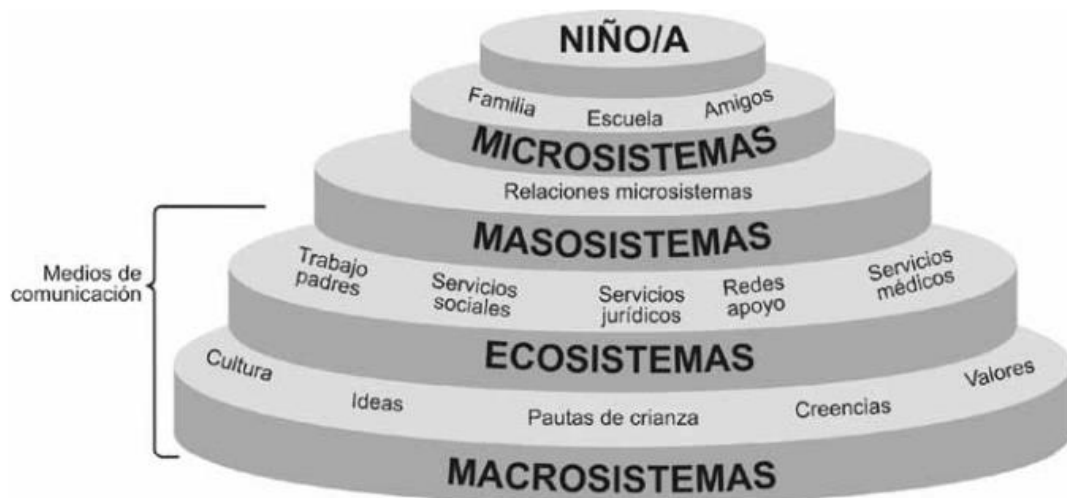 NIÑO/A
Familia
Escuela
Amigos
MICROSISTEMAS
Relaciones microsistemas
MASOSISTEMAS
Medios de
comunicación
Trabajo
padres
Servicios
sociales
Servicios
jurídicos
Redes
apoyo
Servicios
médicos
ECOSISTEMAS
Cultura
Ideas
Pautas de crianza
Creencias
Valores
MACROSISTEMAS